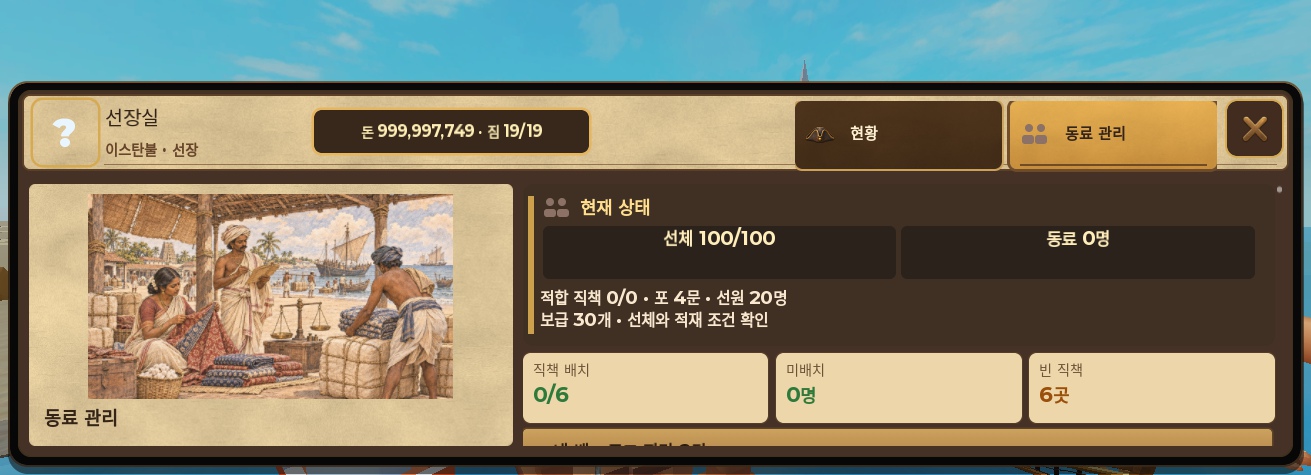 ?
선장실
이스탄불 • 선장
돈 999,997,749 · 짐 19/19
현황
동료 관리
동료 관리
현재 상태
선체 100/100
동료 0명
적합 직책 0/0 • 포 4문 • 선원 20명
보급 30개 • 선체와 적재 조건 확인
직책 배치
0/6
미배치
0명
빈 직책
6곳